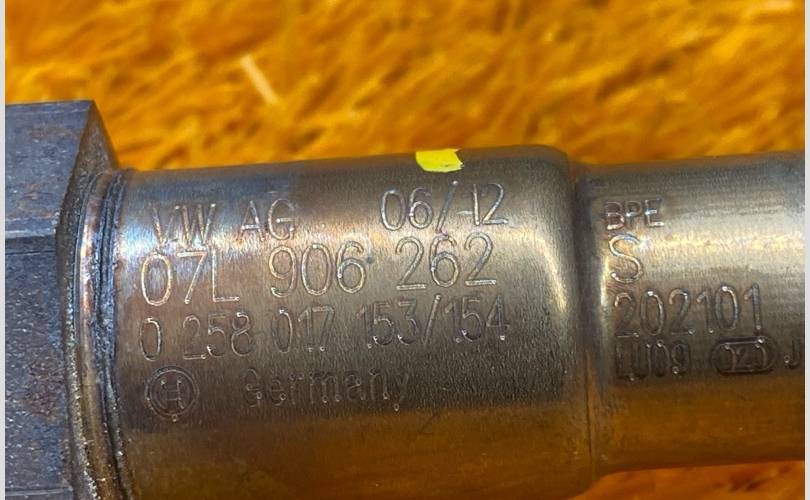 VW AG 06/12
07L 906 262
0 258 017 153/154
Germany
BPE
S
202101